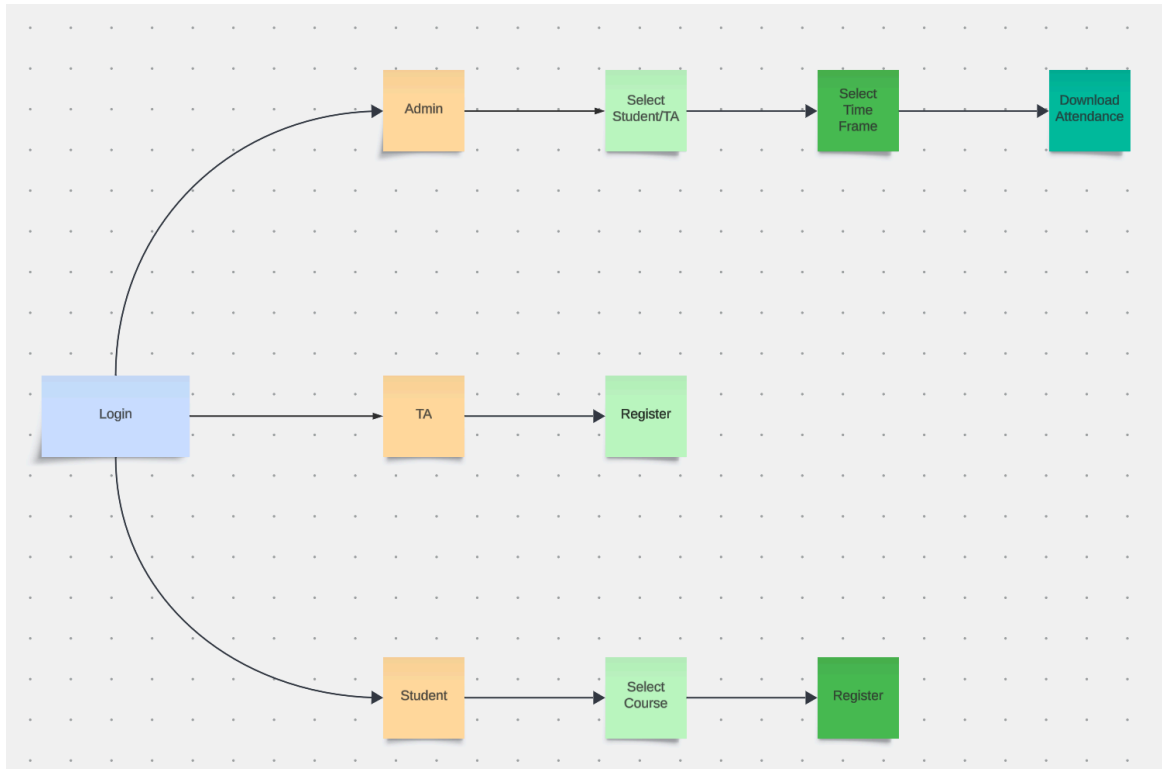 Admin
Select
Student/TA
Select
Time
Frame
Download
Attendance
Login
TA
Register
Student
Select
Course
Register